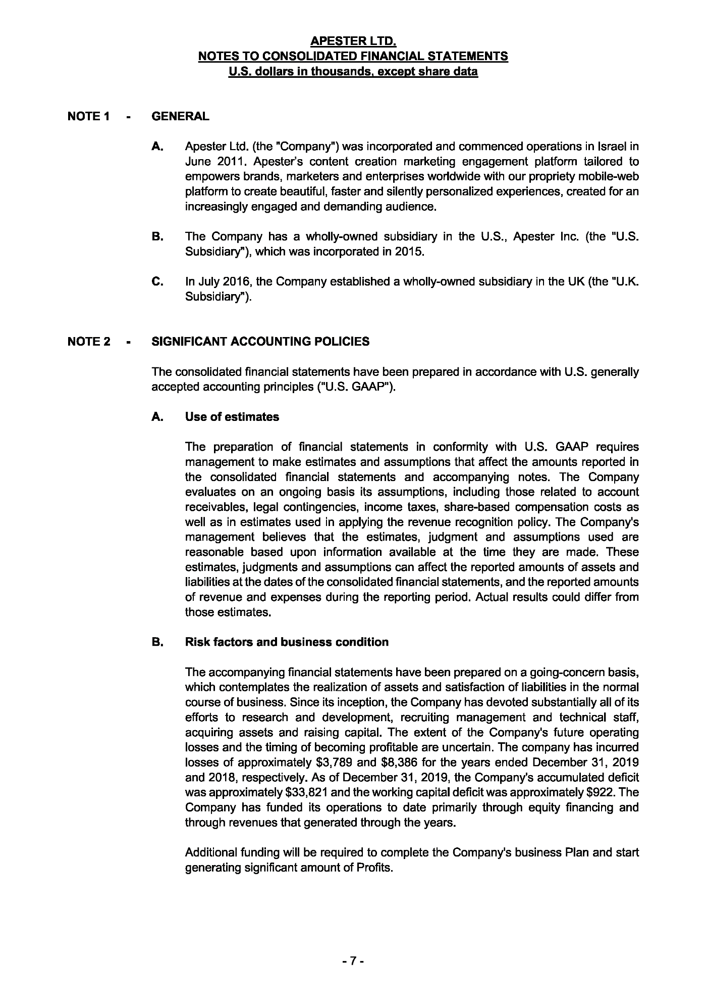 APESTER LTD.
NOTES TO CONSOLIDATED FINANCIAL STATEMENTS
U.S. dollars in thousands, except share data
NOTE 1 - GENERAL
A. Apester Ltd. (the "Company") was incorporated and commenced operations in Israel in
June 2011. Apester's content creation marketing engagement platform tailored to
empowers brands, marketers and enterprises worldwide with our propriety mobile-web
platform to create beautiful, faster and silently personalized experiences, created for an
increasingly engaged and demanding audience.
B. The Company has a wholly-owned subsidiary in the U.S., Apester Inc. (the "U.S.
Subsidiary"), which was incorporated in 2015.
C. In July 2016, the Company established a wholly-owned subsidiary in the UK (the "U.K.
Subsidiary").
NOTE 2 - SIGNIFICANT ACCOUNTING POLICIES
The consolidated financial statements have been prepared in accordance with U.S. generally
accepted accounting principles ("U.S. GAAP").
A. Use of estimates
The preparation of financial statements in conformity with U.S. GAAP requires
management to make estimates and assumptions that affect the amounts reported in
the consolidated financial statements and accompanying notes. The Company
evaluates on an ongoing basis its assumptions, including those related to account
receivables, legal contingencies, income taxes, share-based compensation costs as
well as in estimates used in applying the revenue recognition policy. The Company's
management believes that the estimates, judgment and assumptions used are
reasonable based upon information available at the time they are made. These
estimates, judgments and assumptions can affect the reported amounts of assets and
liabilities at the dates of the consolidated financial statements, and the reported amounts
of revenue and expenses during the reporting period. Actual results could differ from
those estimates.
B. Risk factors and business condition
The accompanying financial statements have been prepared on a going-concern basis,
which contemplates the realization of assets and satisfaction of liabilities in the normal
course of business. Since its inception, the Company has devoted substantially all of its
efforts to research and development, recruiting management and technical staff,
acquiring assets and raising capital. The extent of the Company's future operating
losses and the timing of becoming profitable are uncertain. The company has incurred
losses of approximately $3,789 and $8,386 for the years ended December 31, 2019
and 2018, respectively. As of December 31, 2019, the Company's accumulated deficit
was approximately $33,821 and the working capital deficit was approximately $922. The
Company has funded its operations to date primarily through equity financing and
through revenues that generated through the years.
Additional funding will be required to complete the Company's business Plan and start
generating significant amount of Profits.
- 7 -